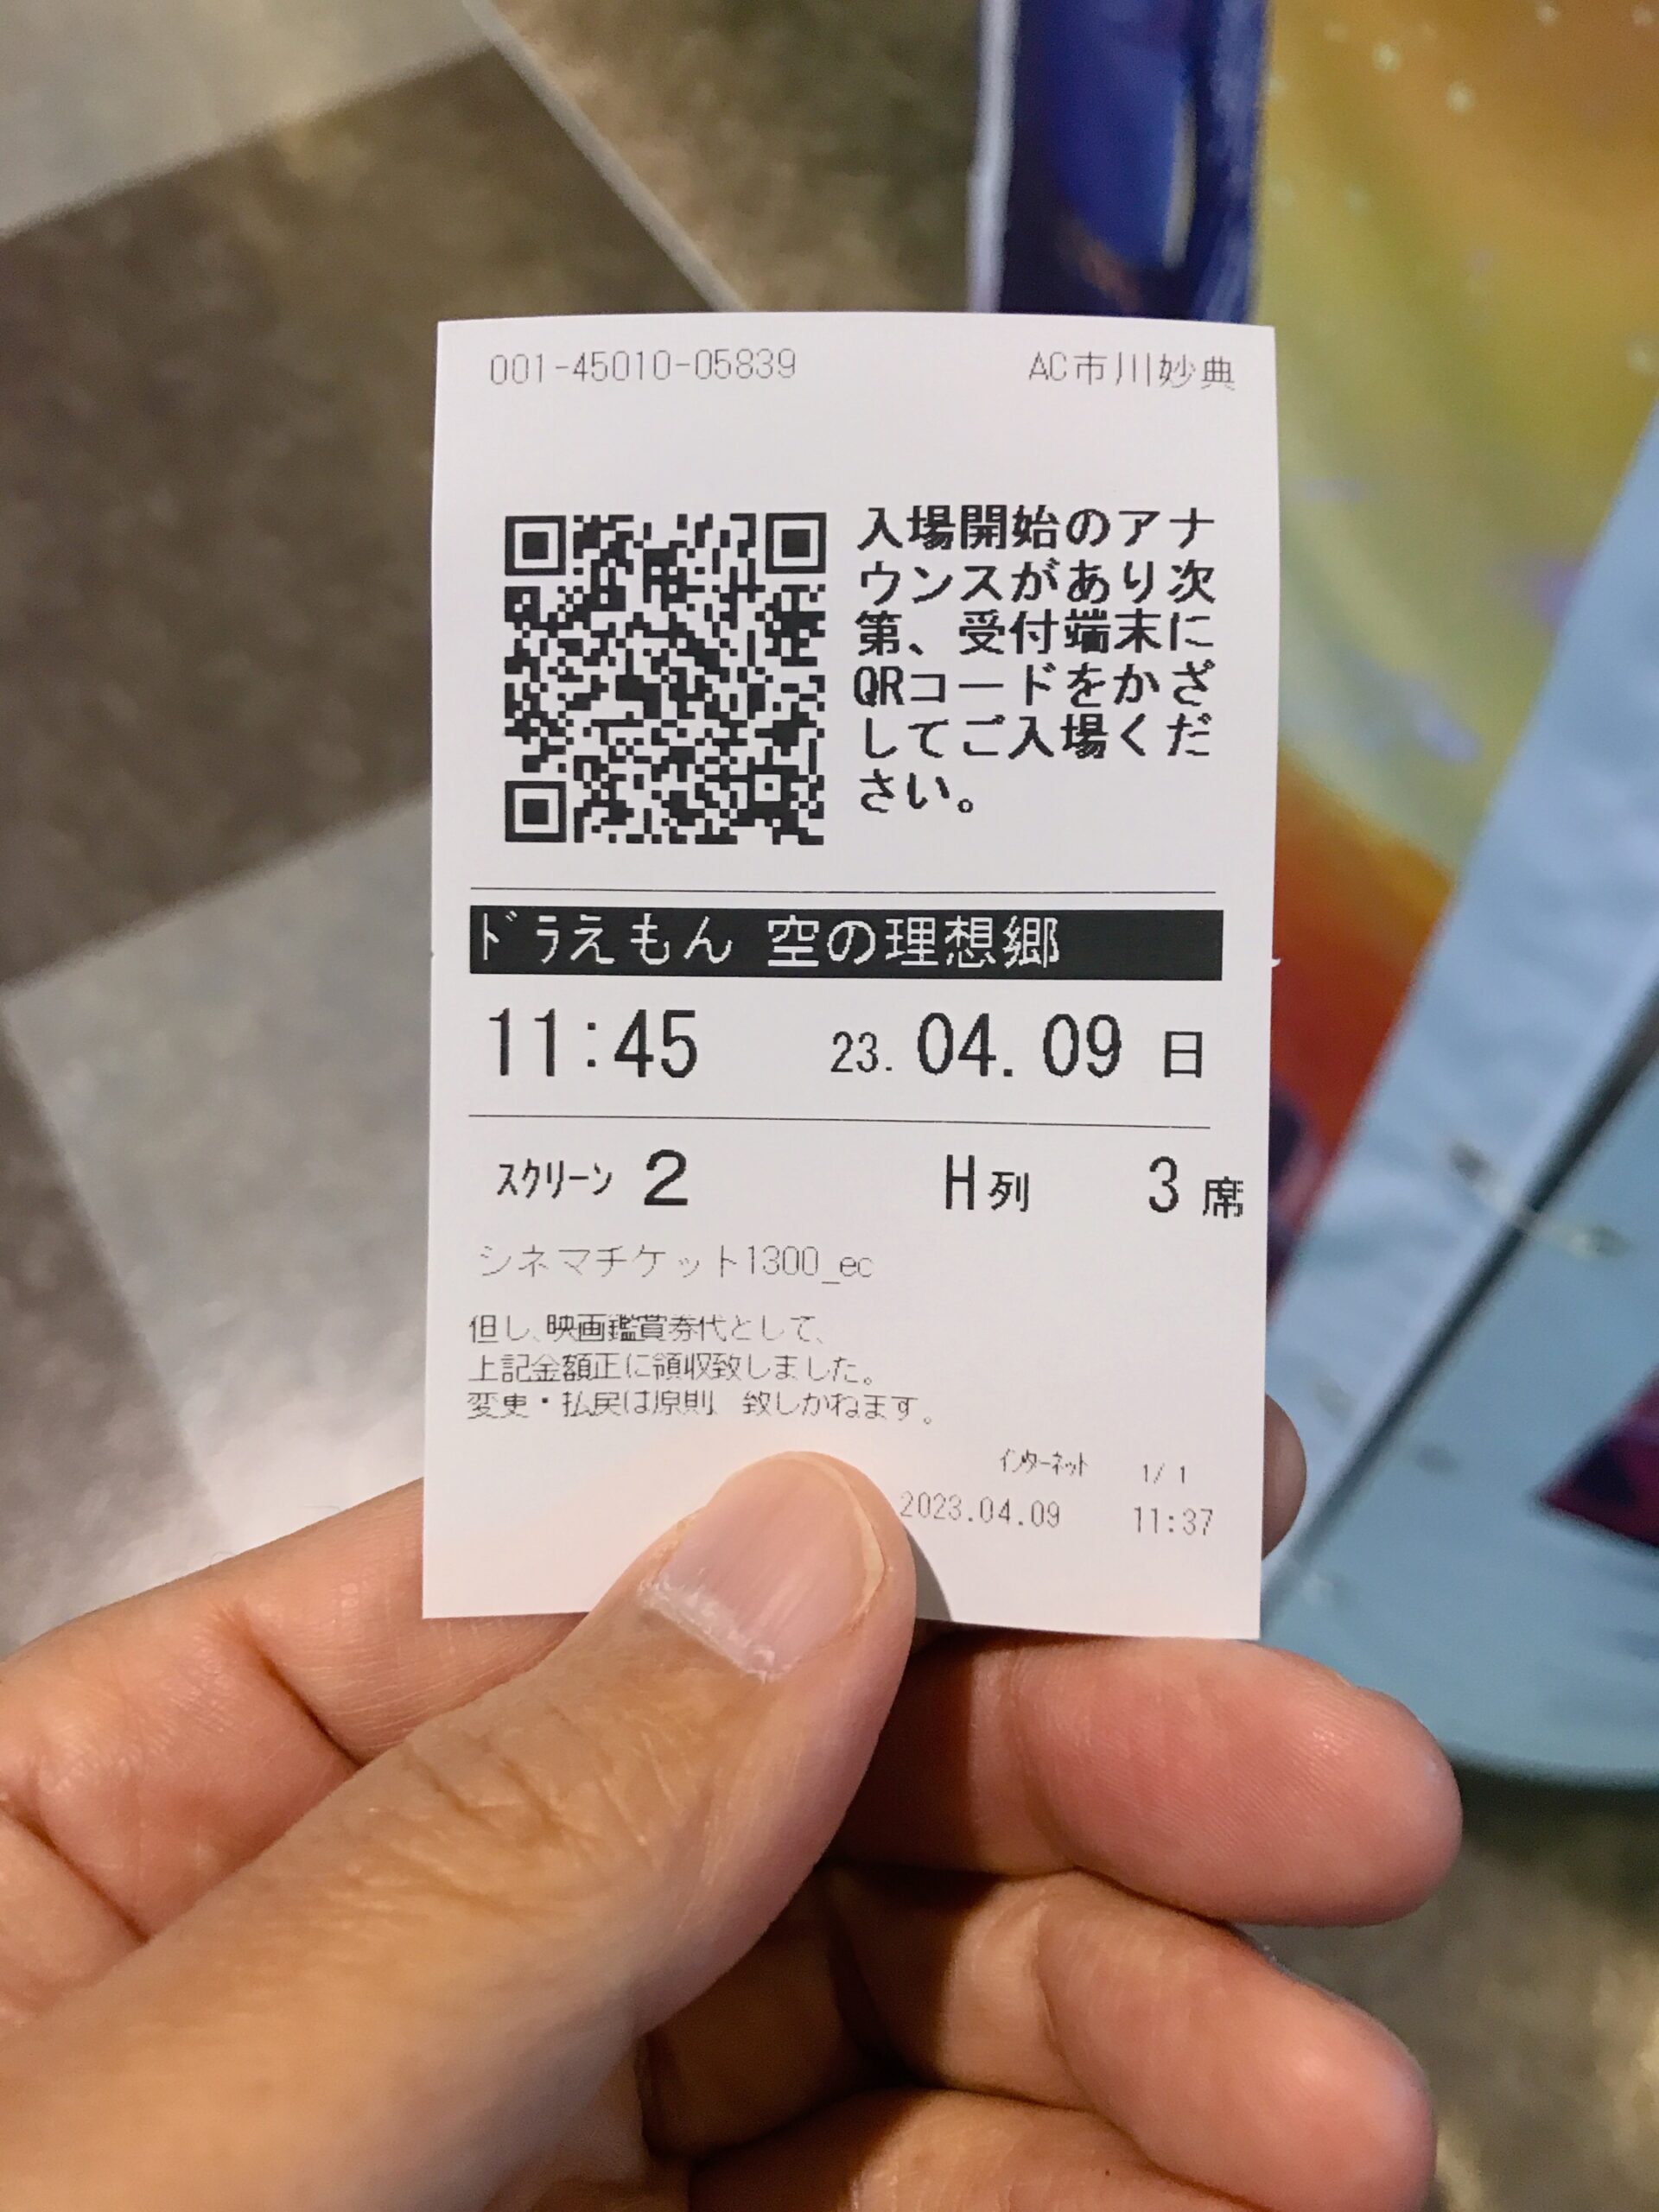 001-45010-05839 AC市川妙典
入場開始のアナ
ウンスがあり次
第、受付端末に
QRコードをかざ
してご入場くだ
さい。
ドラえもん 空の理想郷
11:45 23.04.09 日
スクリーン 2 H列 3席
シネマチケット1300_ec
但し、映画鑑賞券代として、
上記金額正に領収致しました。
変更・払戻は原則、致しかねます。
インターネット 1/ 1
2023.04.09 11:37